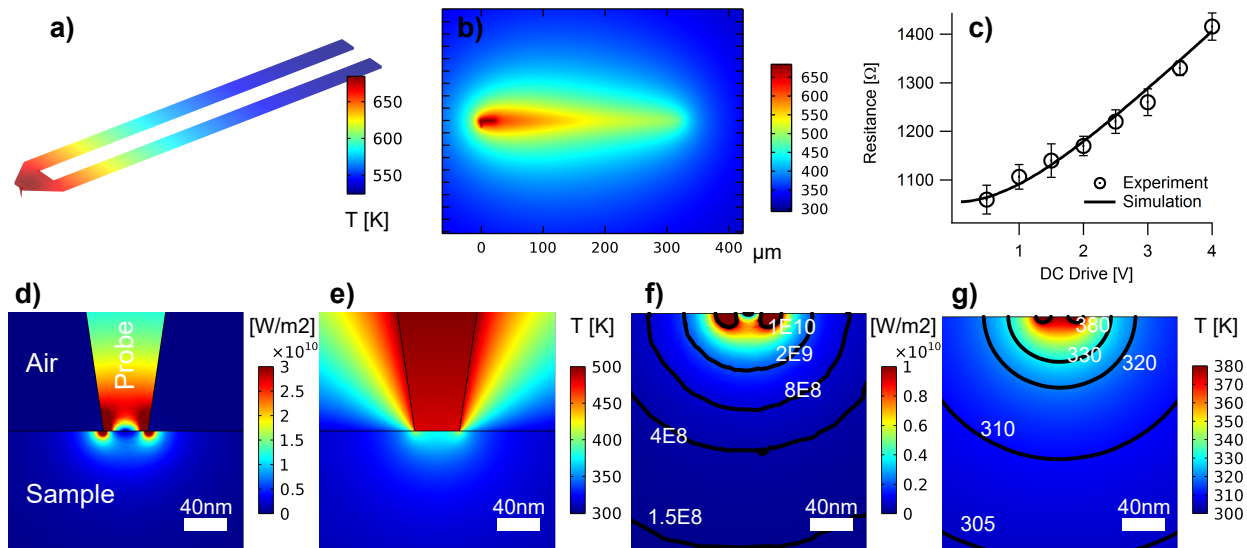 a)
650
600
550
T [K]
b)
650
600
550
500
450
400
350
300
0
100
200
300
400
μm
c)
Resitance [Ω]
1400
1300
1200
1100
Experiment
Simulation
1
2
3
4
DC Drive [V]
d)
Air
Probe
Sample
40nm
[W/m2]
×10¹⁰
3
2.5
2
1.5
1
0.5
0
e)
40nm
T [K]
500
450
400
350
300
f)
1E10
2E9
8E8
4E8
1.5E8
40nm
[W/m2]
×10¹⁰
1
0.8
0.6
0.4
0.2
0
g)
380
330
320
310
305
40nm
T [K]
380
370
360
350
340
330
320
310
300